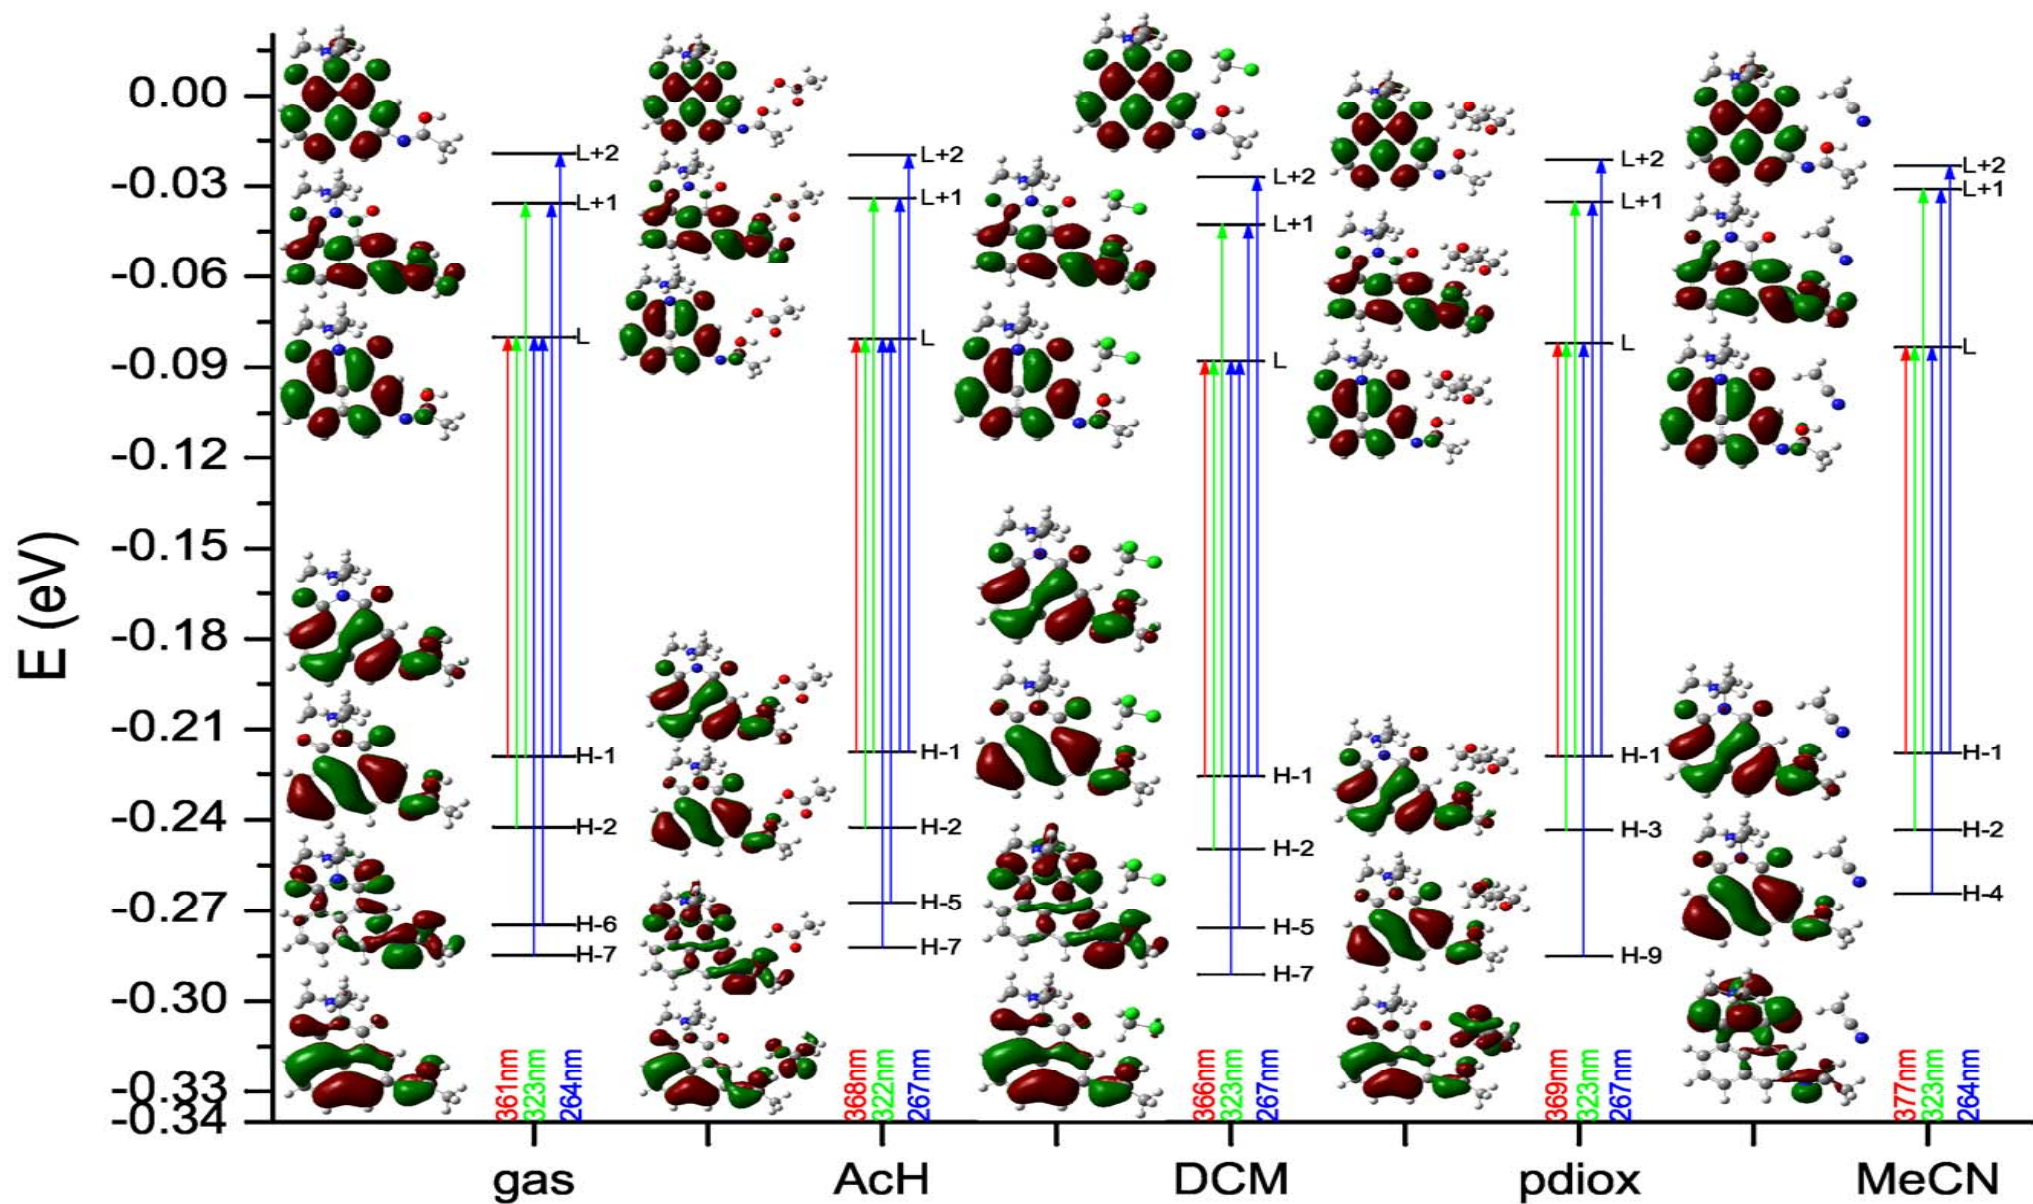 E (eV)
0.00
-0.03
-0.06
-0.09
-0.12
-0.15
-0.18
-0.21
-0.24
-0.27
-0.30
-0.33
-0.34
L+2
L+1
L
H-1
H-2
H-6
H-7
361nm
323nm
264nm
gas
L+2
L+1
L
H-1
H-2
H-5
H-7
368nm
322nm
267nm
AcH
L+2
L+1
L
H-1
H-2
H-5
H-7
366nm
323nm
267nm
DCM
L+2
L+1
L
H-1
H-3
H-9
369nm
323nm
267nm
pdiox
L+2
L+1
L
H-1
H-2
H-4
377nm
323nm
264nm
MeCN